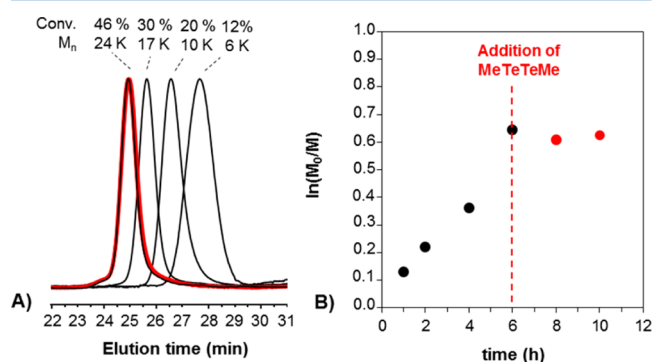 Conv. 46 % 30 % 20 % 12%
Mn 24 K 17 K 10 K 6 K
A)
22 23 24 25 26 27 28 29 30 31
Elution time (min)
Addition of
MeTeTeMe
ln(M0/M)
1.0
0.9
0.8
0.7
0.6
0.5
0.4
0.3
0.2
0.1
0.0
B)
0 2 4 6 8 10 12
time (h)